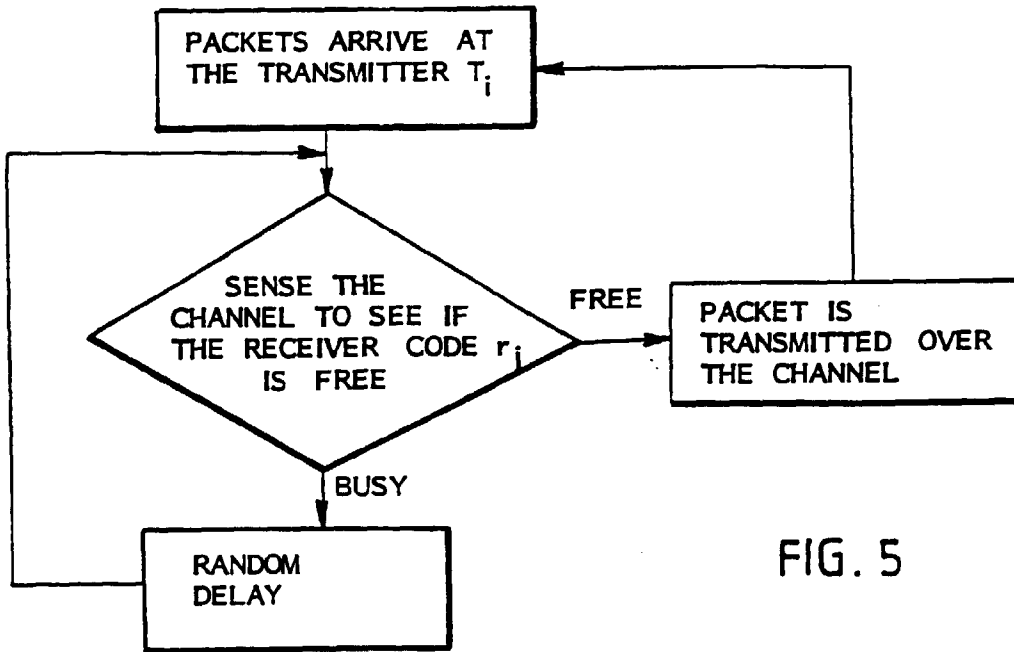 PACKETS ARRIVE AT
THE TRANSMITTER Ti
SENSE THE
CHANNEL TO SEE IF
THE RECEIVER CODE rj
IS FREE
FREE
PACKET IS
TRANSMITTED OVER
THE CHANNEL
BUSY
RANDOM
DELAY
FIG. 5